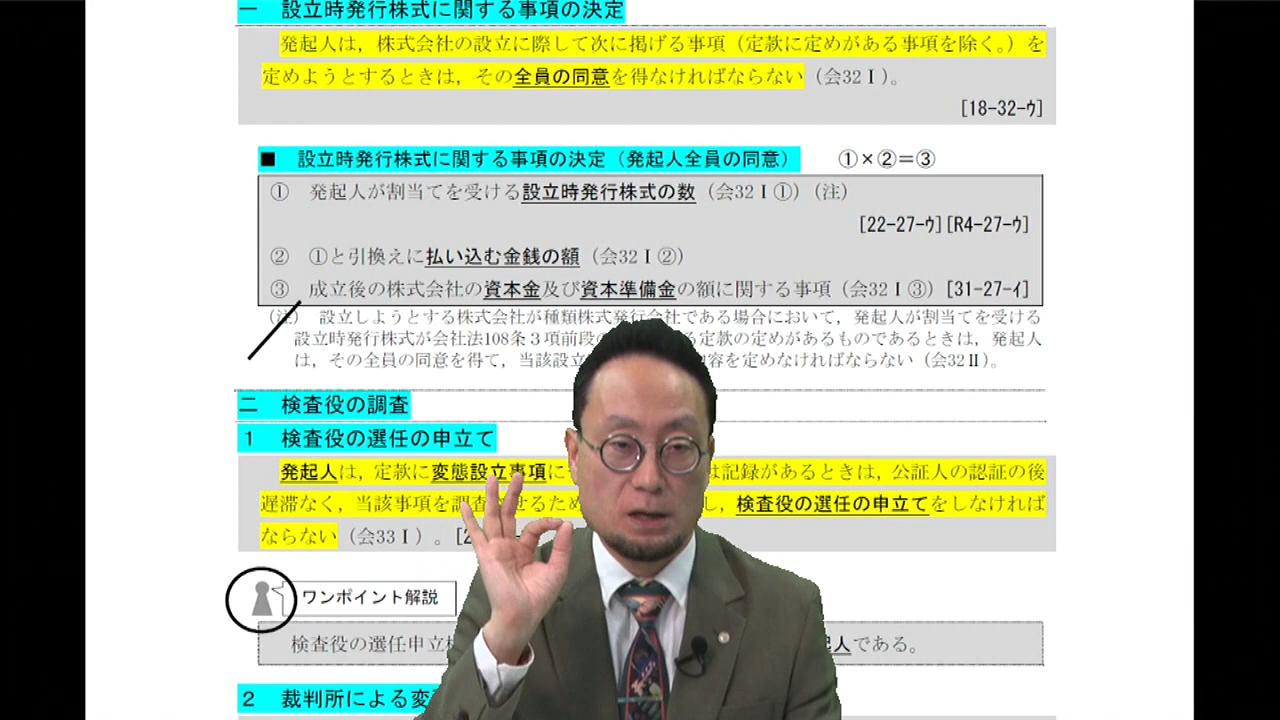 一 設立時発行株式に関する事項の決定
発起人は，株式会社の設立に際して次に掲げる事項（定款に定めがある事項を除く。）を
定めようとするときは，その全員の同意を得なければならない（会32Ⅰ）。
[18-32-ｳ]
■ 設立時発行株式に関する事項の決定（発起人全員の同意） ①×②＝③
① 発起人が割当てを受ける設立時発行株式の数（会32Ⅰ①）（注）
[22-27-ｳ][R4-27-ｳ]
② ①と引換えに払い込む金銭の額（会32Ⅰ②）
③ 成立後の株式会社の資本金及び資本準備金の額に関する事項（会32Ⅰ③）[31-27-ｲ]
（注） 設立しようとする株式会社が種類株式発行会社である場合において，発起人が割当てを受ける
設立時発行株式が会社法108条３項前段の る定款の定めがあるものであるときは，発起人
は，その全員の同意を得て，当該設立 内容を定めなければならない（会32Ⅱ）。
二 検査役の調査
１ 検査役の選任の申立て
発起人は，定款に変態設立事項に は記録があるときは，公証人の認証の後
遅滞なく，当該事項を調査させるため し，検査役の選任の申立てをしなければ
ならない（会33Ⅰ）。[2
ワンポイント解説
検査役の選任申立 起人である。
２ 裁判所による変